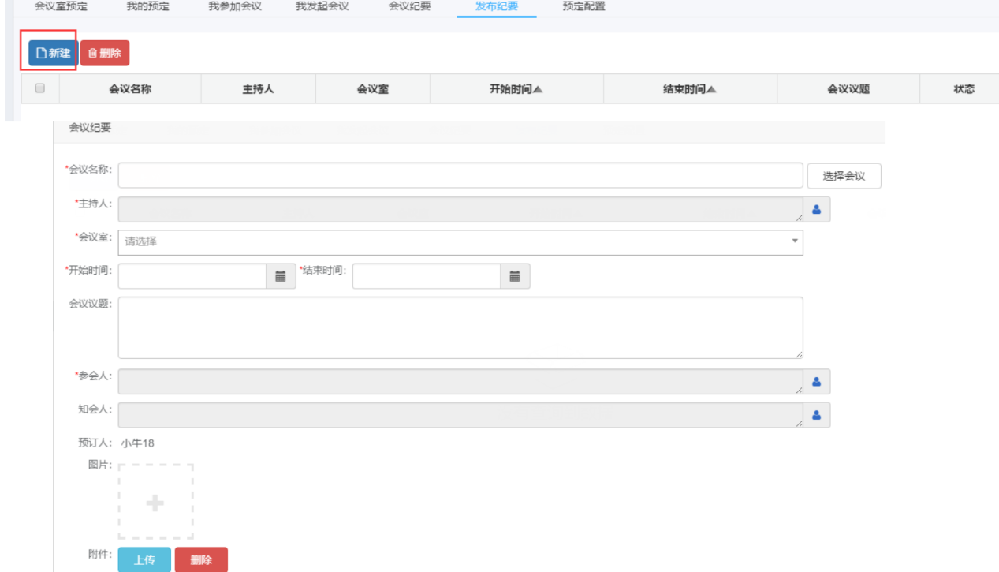 会议室预定 我的预定 我参加会议 我发起会议 会议纪要 发布纪要 预定配置
新建 删除
会议名称 主持人 会议室 开始时间 结束时间 会议议题 状态
会议纪要
*会议名称: 选择会议
*主持人:
*会议室: 请选择
*开始时间: *结束时间:
会议议题:
*参会人:
知会人:
预订人: 小牛18
图片:
附件: 上传 删除